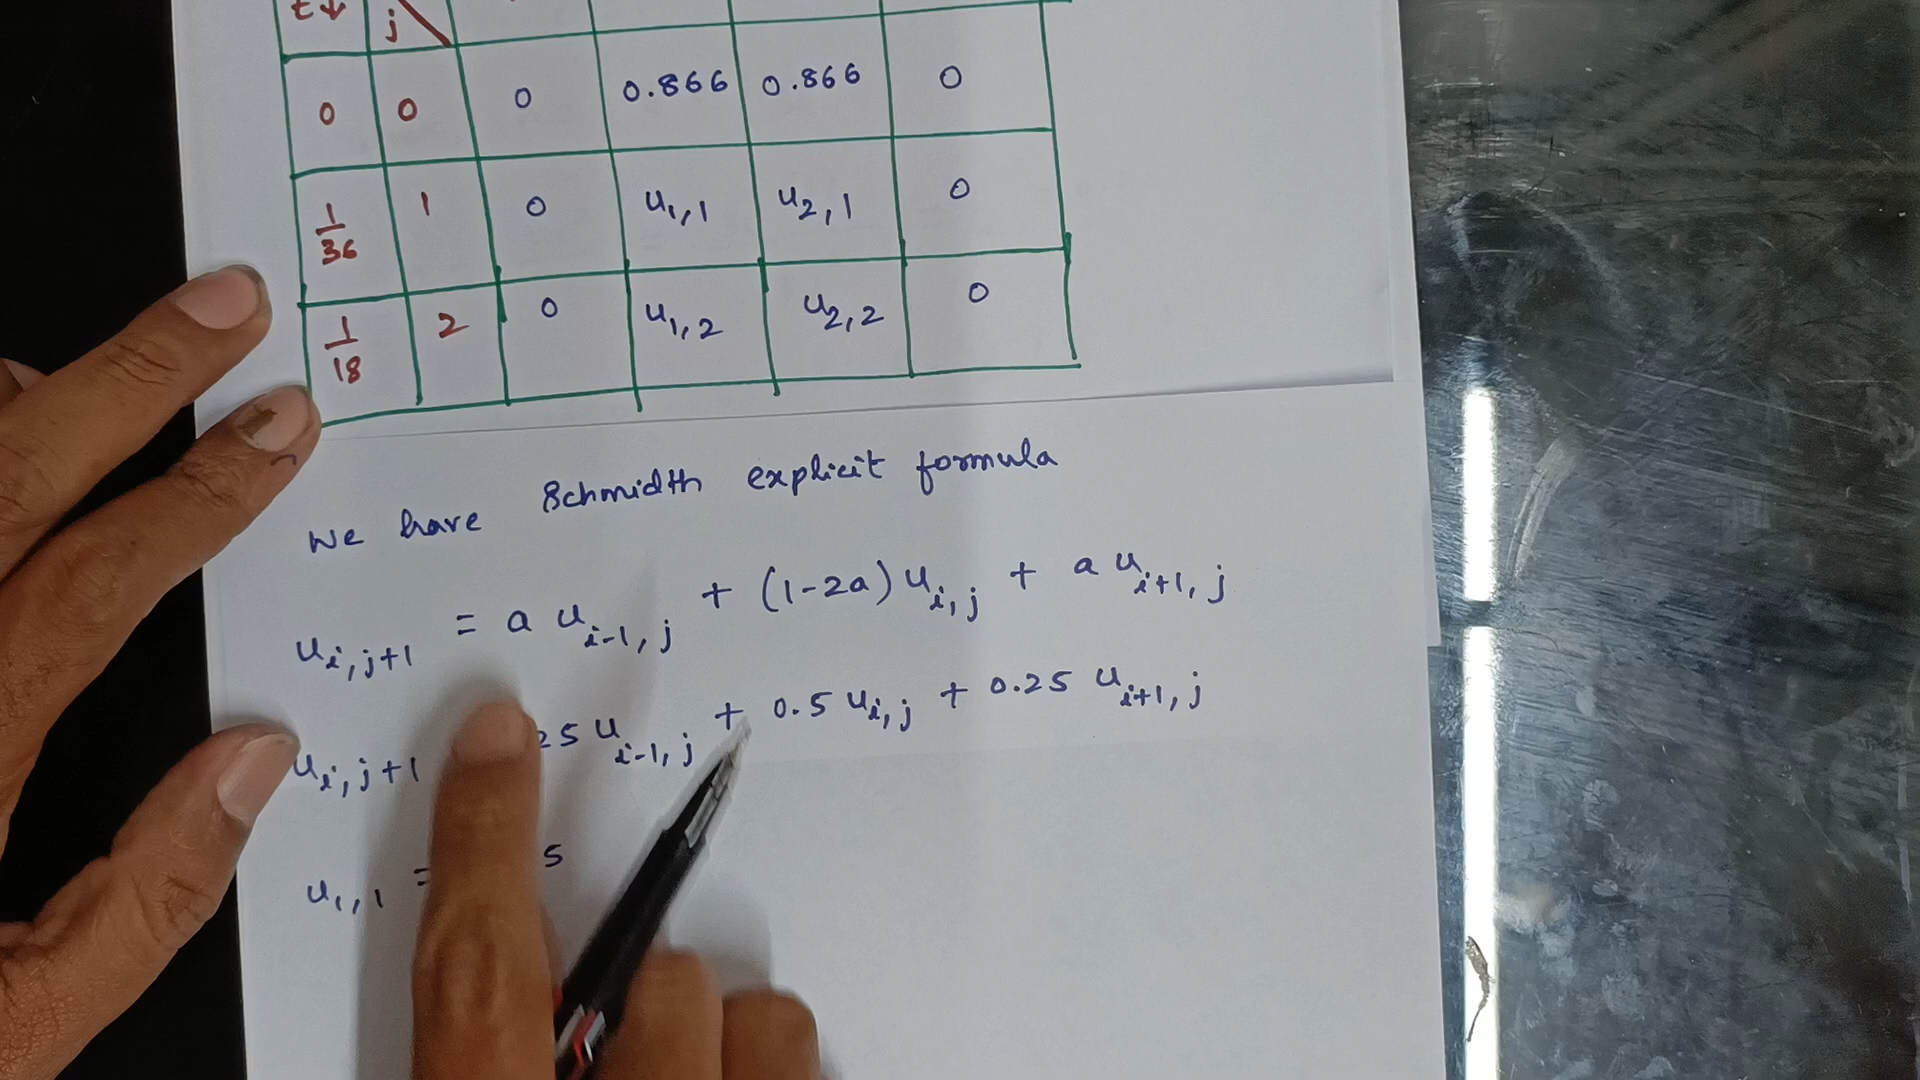 t↓ j
0 0 0 0.866 0.866 0
1/36 1 0 u1,1 u2,1 0
1/18 2 0 u1,2 u2,2 0
We have Schmidth explicit formula
ui,j+1 = a ui-1,j + (1-2a) ui,j + a ui+1,j
ui,j+1 25 ui-1,j + 0.5 ui,j + 0.25 ui+1,j
u1,1 = 5